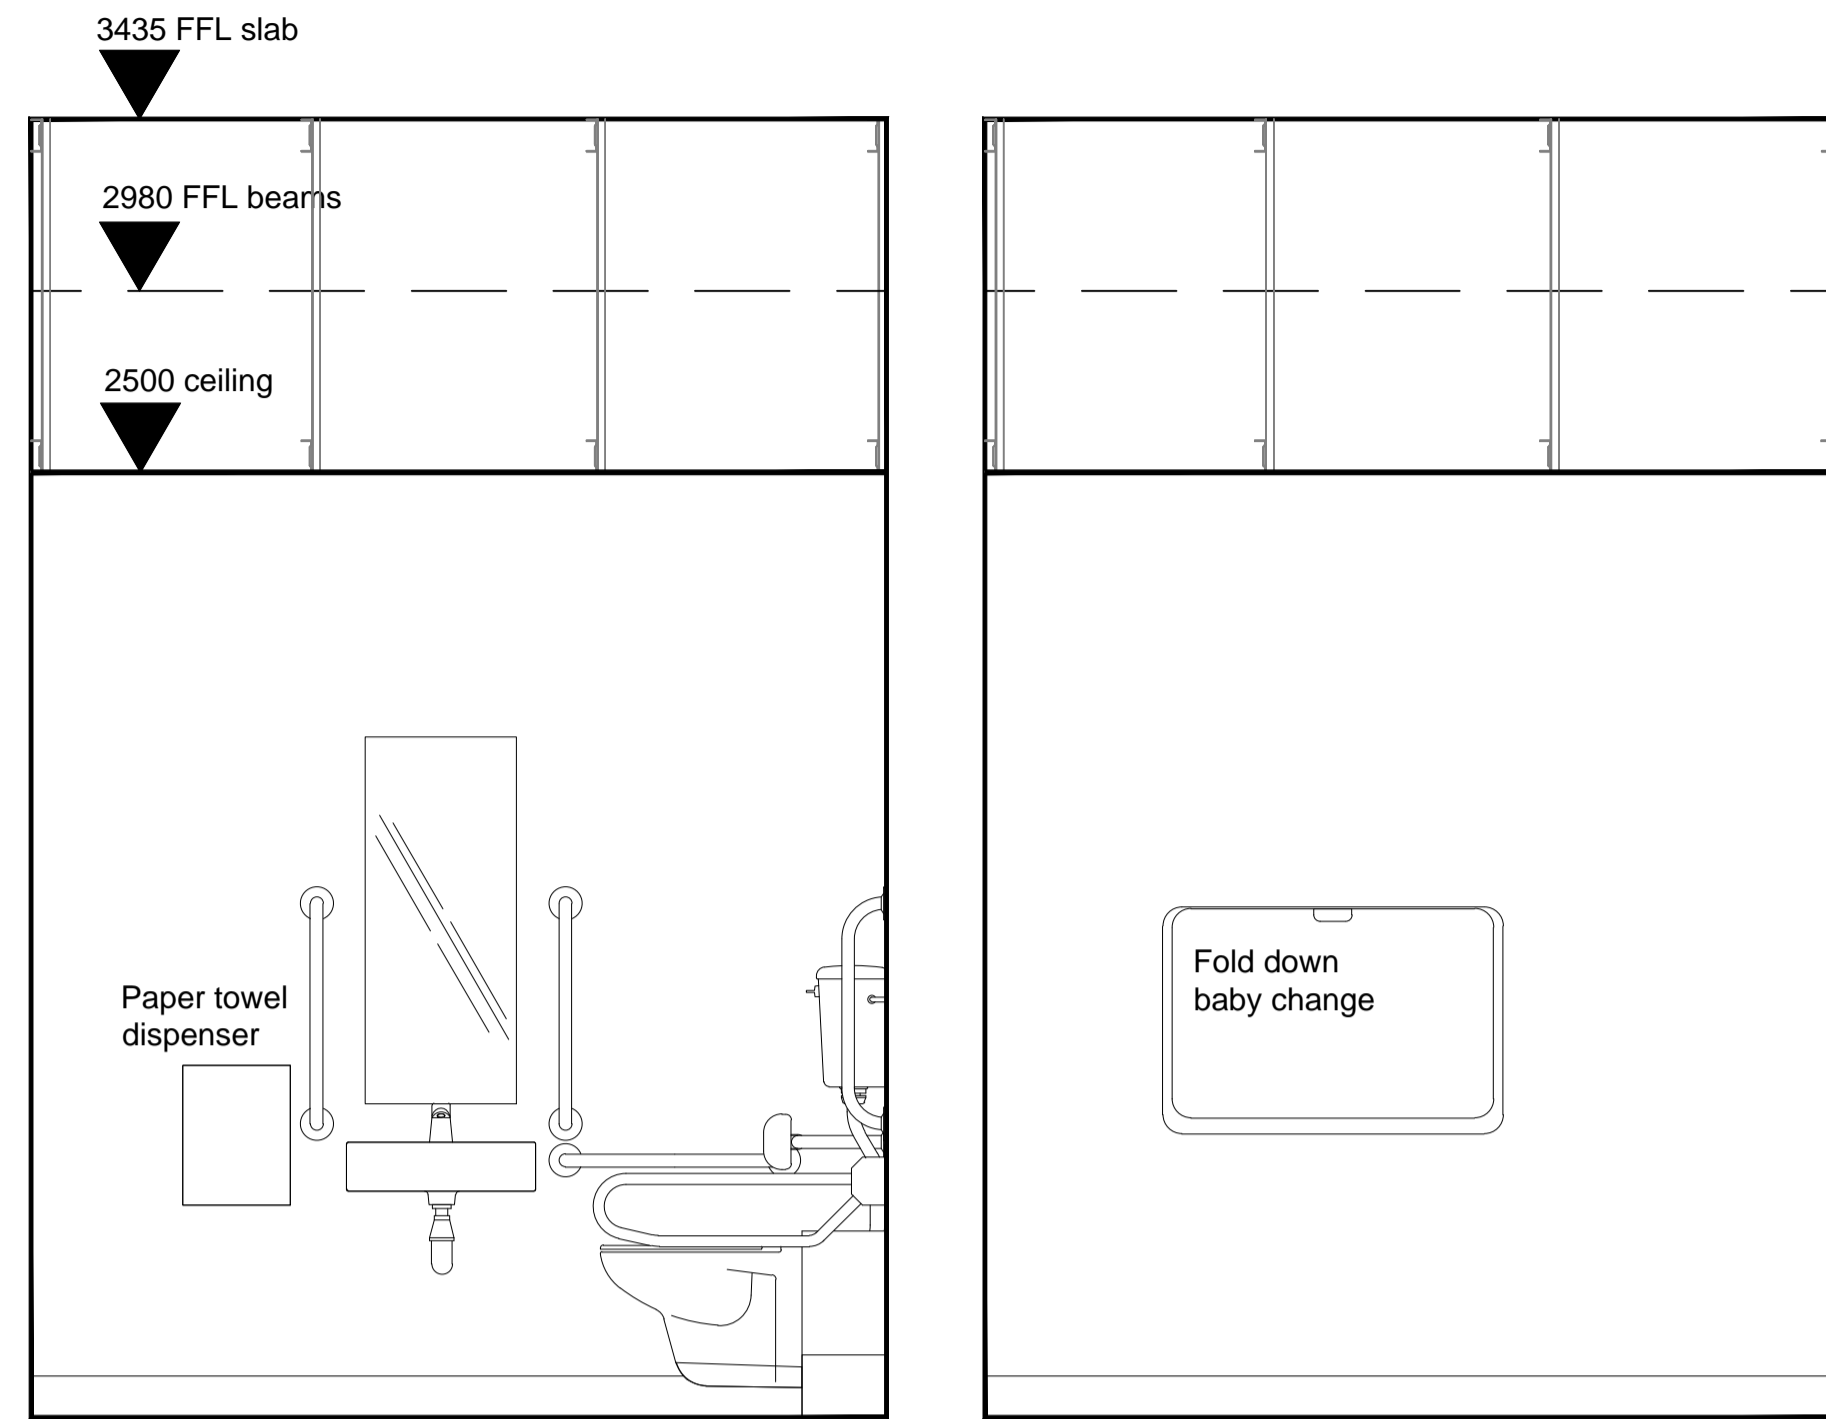 3435 FFL slab
2980 FFL beams
2500 ceiling
Paper towel
dispenser
Fold down
baby change